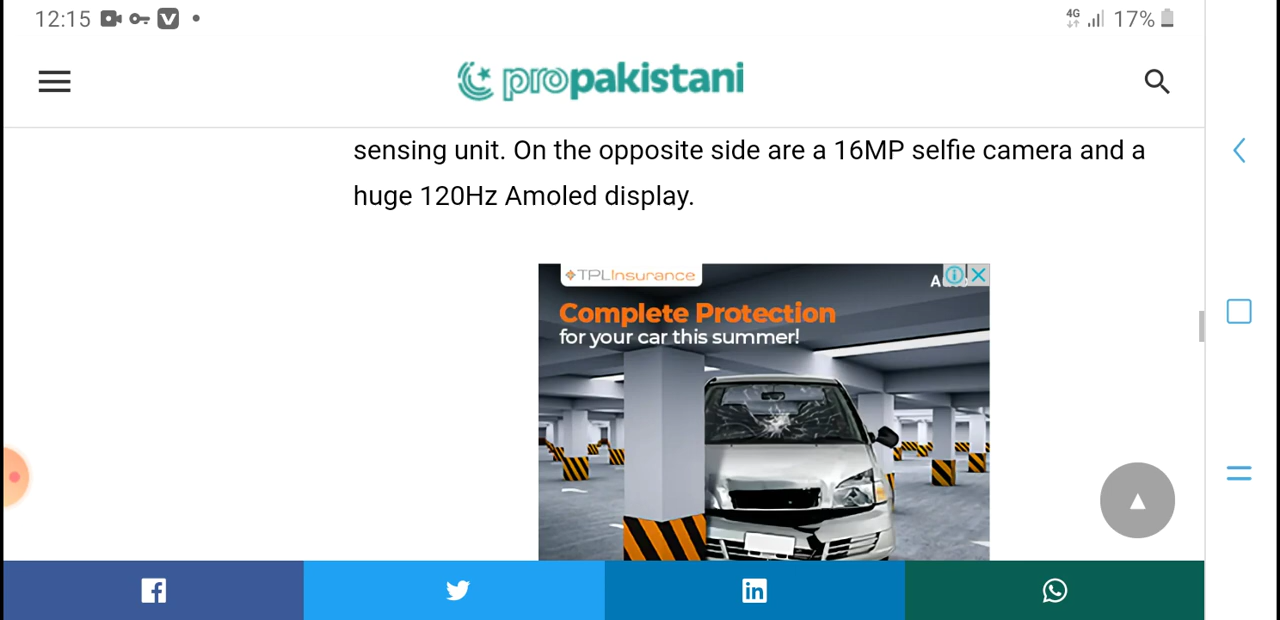 12:15
4G
17%
propakistani
sensing unit. On the opposite side are a 16MP selfie camera and a
huge 120Hz Amoled display.
TPLInsurance
Complete Protection
for your car this summer!